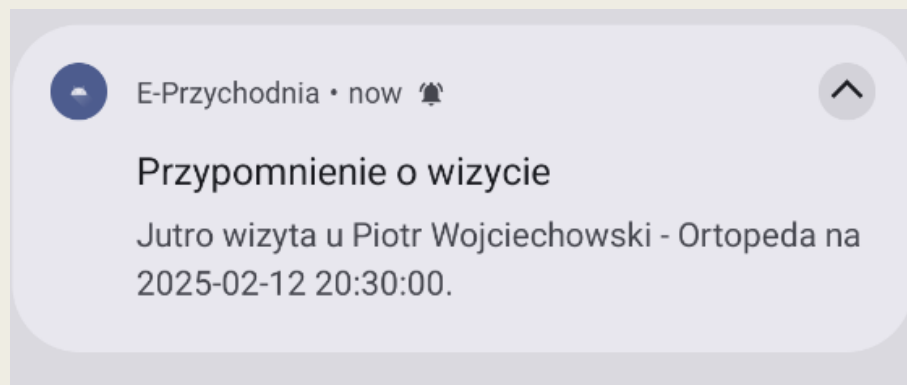 E-Przychodnia • now
Przypomnienie o wizycie
Jutro wizyta u Piotr Wojciechowski - Ortopeda na
2025-02-12 20:30:00.